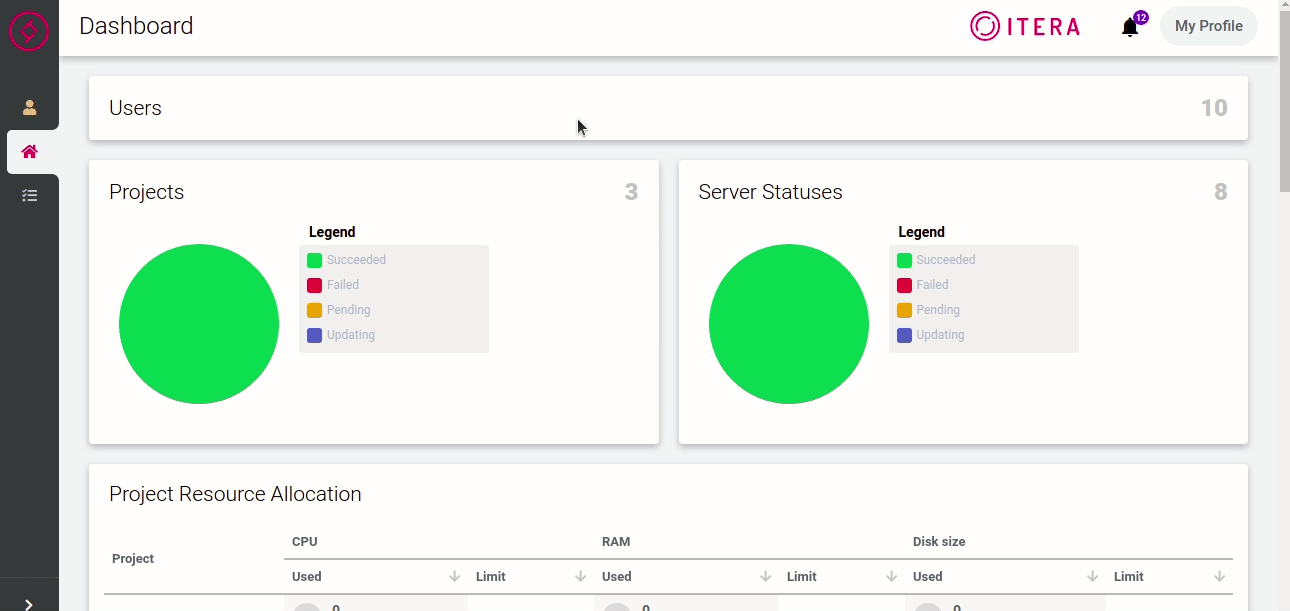 Dashboard
ITERA
12
My Profile
Users
10
Projects
3
Legend
Succeeded
Failed
Pending
Updating
Server Statuses
8
Legend
Succeeded
Failed
Pending
Updating
Project Resource Allocation
Project
CPU
RAM
Disk size
Used
Limit
Used
Limit
Used
Limit
0
0
0